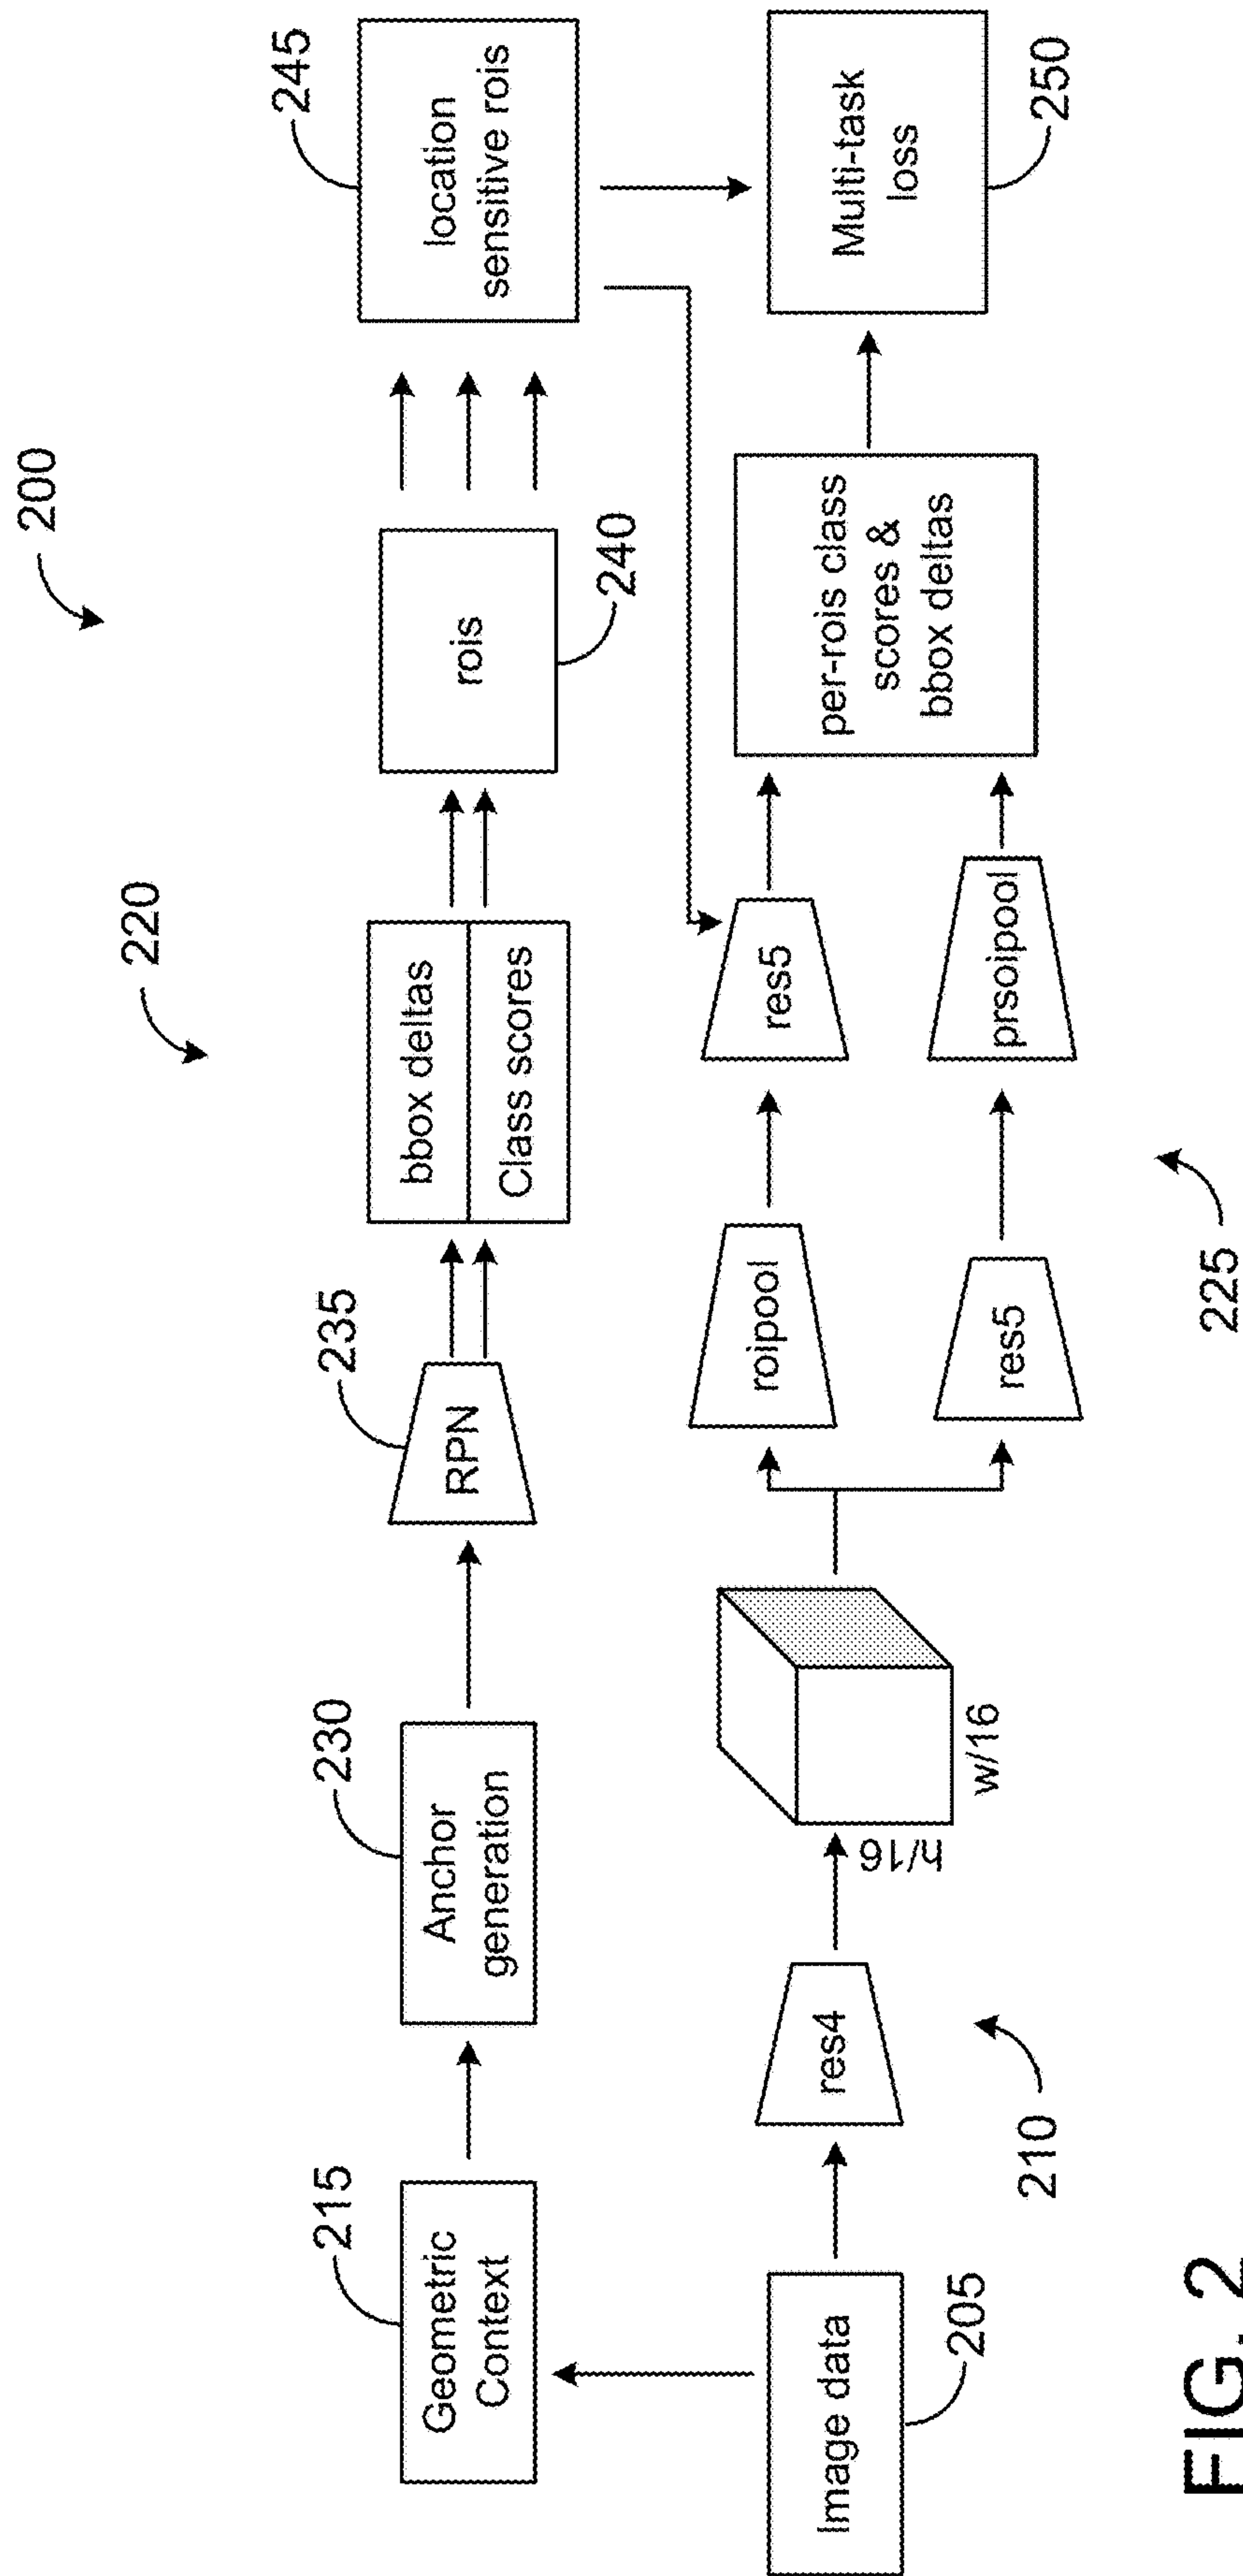 200
220
215
Geometric
Context
230
Anchor
generation
235
RPN
bbox deltas
Class scores
rois
240
245
location
sensitive rois
Image data
205
res4
210
h/16
w/16
roipool
res5
res5
prsoipool
225
per-rois class
scores &
bbox deltas
Multi-task
loss
250
FIG. 2